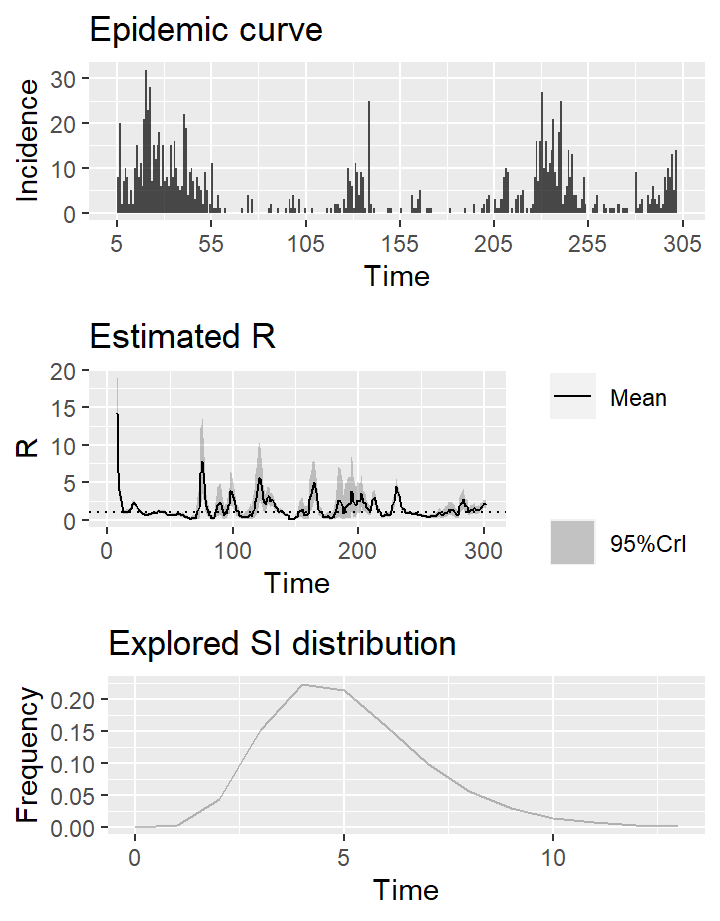 Epidemic curve
Incidence
30
20
10
0
5 55 105 155 205 255 305
Time
Estimated R
R
20
15
10
5
0
0 100 200 300
Time
Mean
95%CrI
Explored SI distribution
Frequency
0.20
0.15
0.10
0.05
0.00
0 5 10
Time